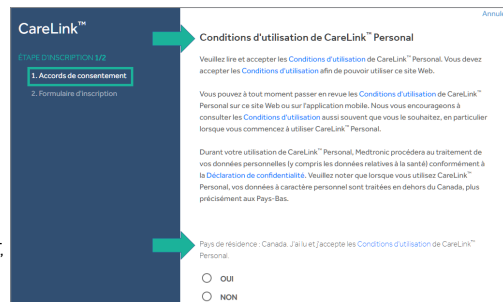 Annule
CareLink™
Conditions d'utilisation de CareLink™ Personal
ÉTAPE D'INSCRIPTION 1/2
1. Accords de consentement
2. Formulaire d'inscription
Veuillez lire et accepter les Conditions d'utilisation de CareLink™ Personal. Vous devez
accepter les Conditions d'utilisation afin de pouvoir utiliser ce site Web.
Vous pouvez à tout moment passer en revue les Conditions d'utilisation de CareLink™
Personal sur ce site Web ou sur l'application mobile. Nous vous encourageons à
consulter les Conditions d'utilisation aussi souvent que vous le souhaitez, en particulier
lorsque vous commencez à utiliser CareLink™ Personal.
Durant votre utilisation de CareLink™ Personal, Medtronic procédera au traitement de
vos données personnelles (y compris les données relatives à la santé) conformément à
la Déclaration de confidentialité. Veuillez noter que lorsque vous utilisez CareLink™
Personal, vos données à caractère personnel sont traitées en dehors du Canada, plus
précisément aux Pays-Bas.
Pays de résidence : Canada. J'ai lu et j'accepte les Conditions d'utilisation de CareLink™
Personal.
OUI
NON